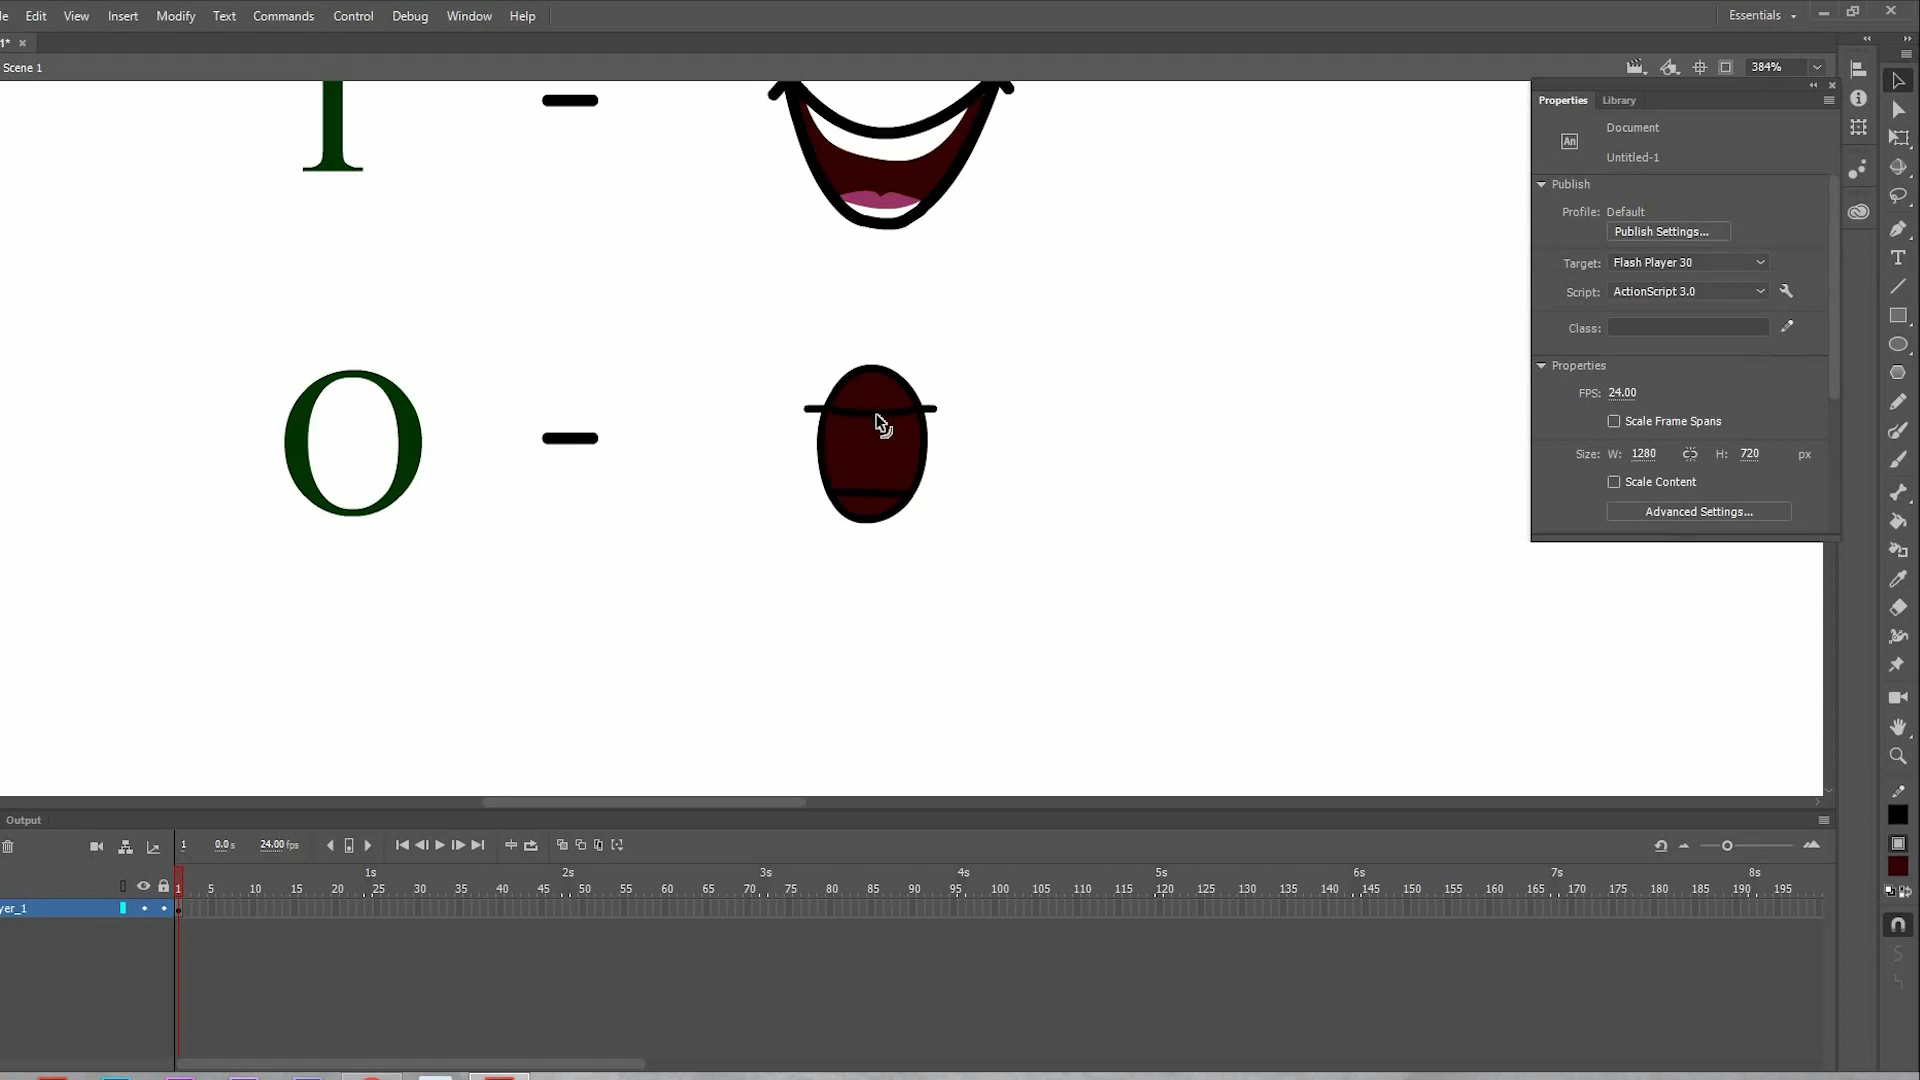 Edit View Insert Modify Text Commands Control Debug Window Help
Essentials
1*
Scene 1
384%
I
O
Properties Library
Document
An
Untitled-1
Publish
Profile: Default
Publish Settings...
Target: Flash Player 30
Script: ActionScript 3.0
Class:
Properties
FPS: 24.00
Scale Frame Spans
Size: W: 1280 H: 720 px
Scale Content
Advanced Settings...
Output
1 0.0 s 24.00 fps
1s 2s 3s 4s 5s 6s 7s 8s
1 5 10 15 20 25 30 35 40 45 50 55 60 65 70 75 80 85 90 95 100 105 110 115 120 125 130 135 140 145 150 155 160 165 170 175 180 185 190 195
yer_1